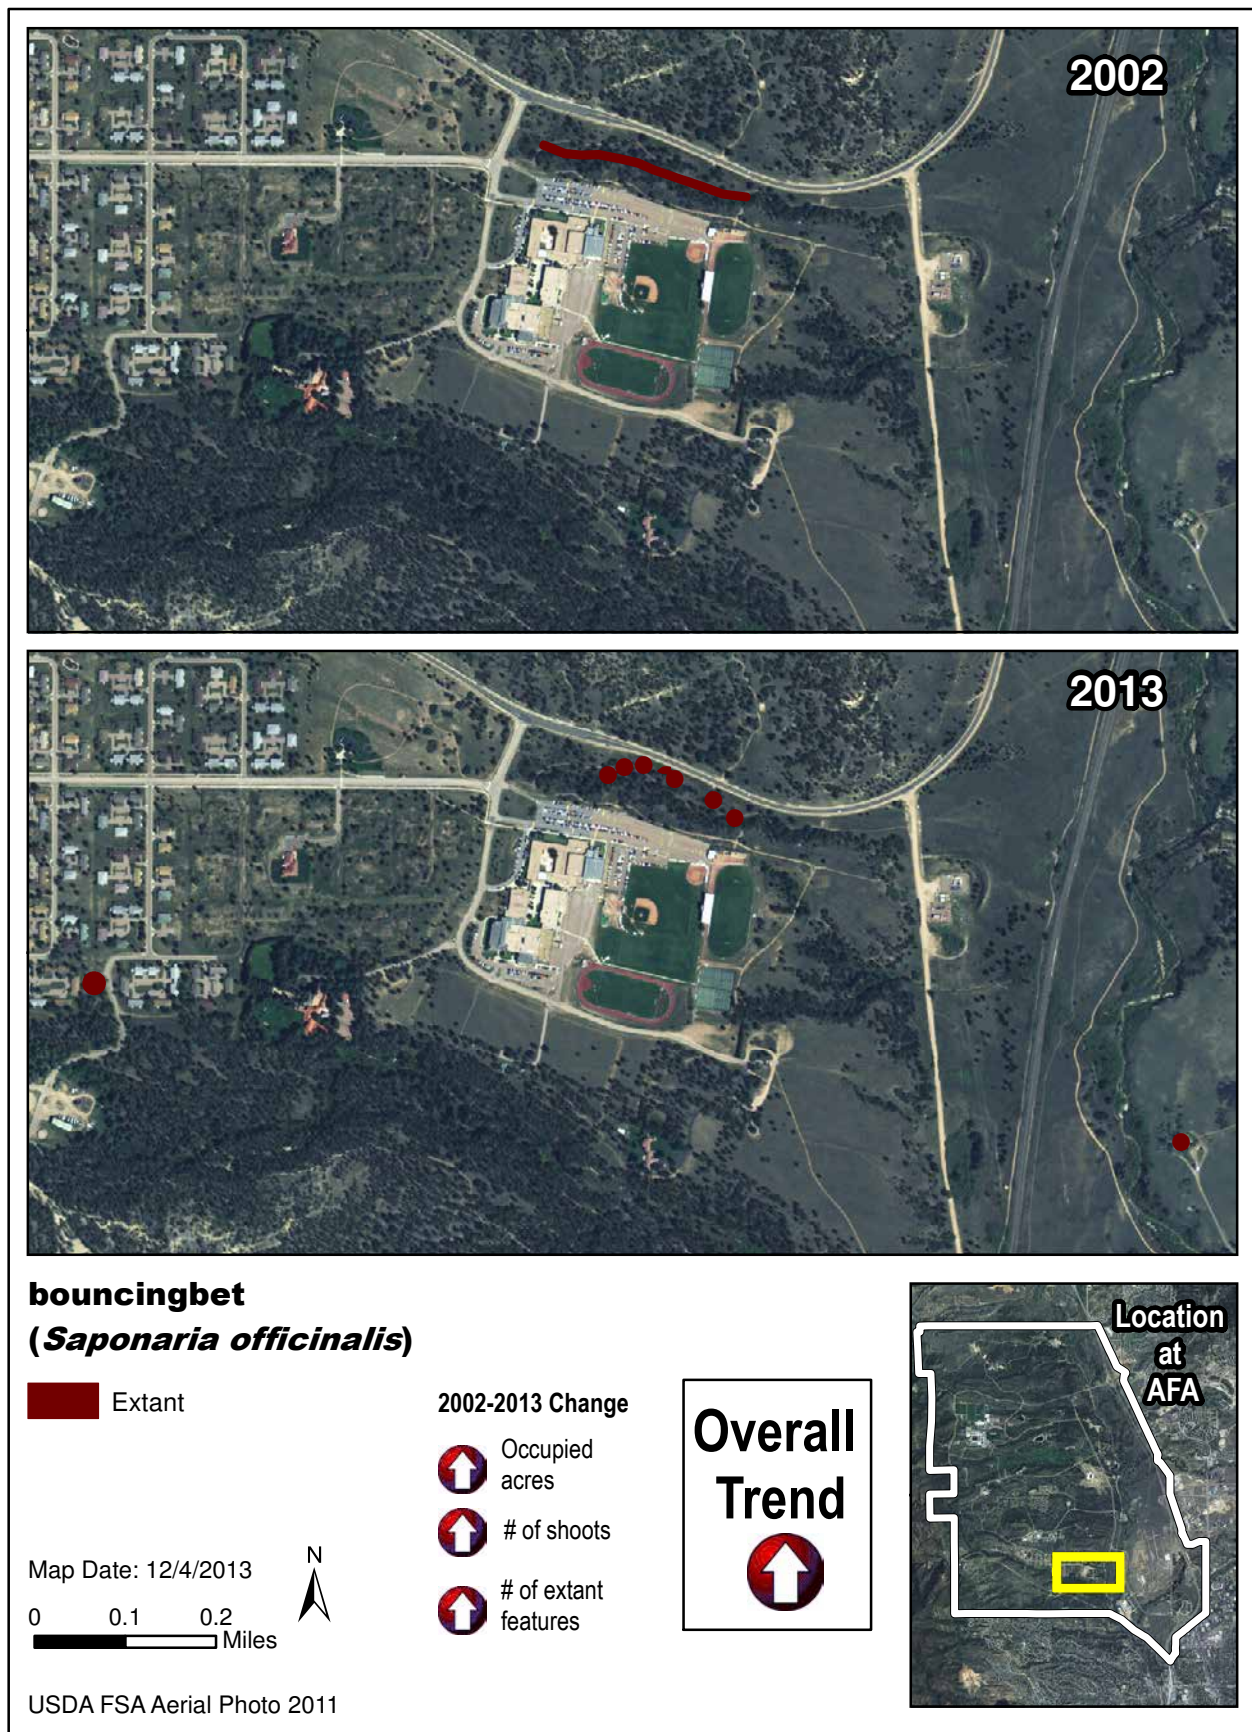 2002
2013
bouncingbet
(Saponaria officinalis)
Extant
2002-2013 Change
Occupied
acres
# of shoots
# of extant
features
Overall
Trend
Location
at
AFA
Map Date: 12/4/2013
N
0 0.1 0.2
Miles
USDA FSA Aerial Photo 2011